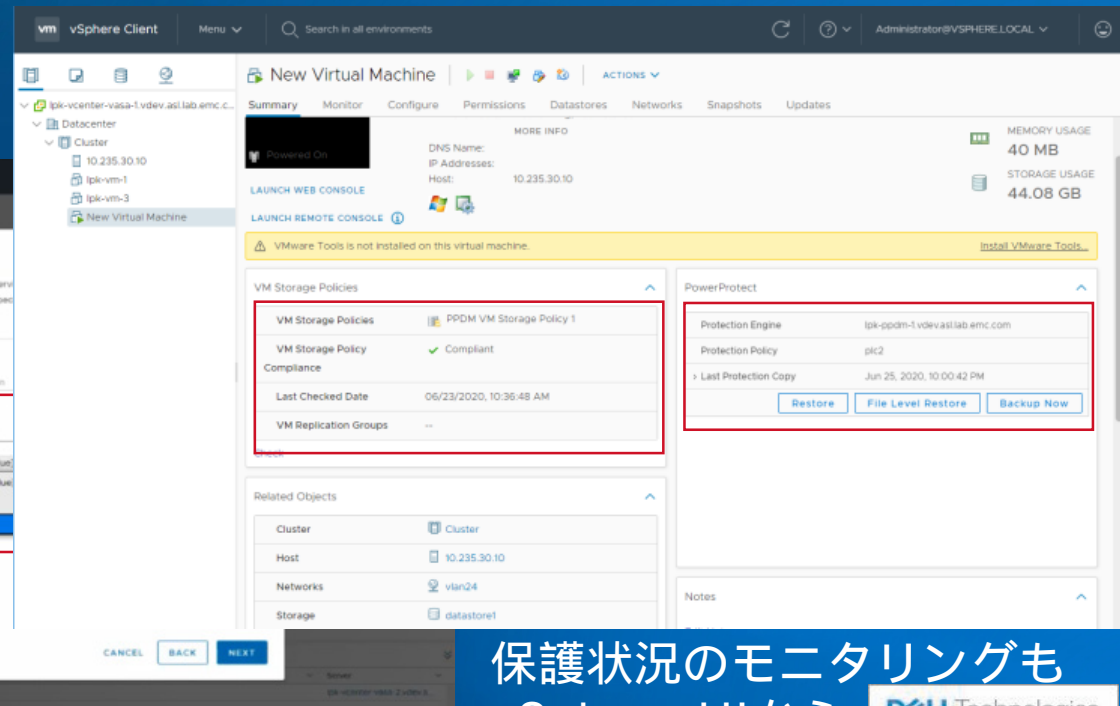 vm vSphere Client Menu Search in all environments Administrator@VSPHERE.LOCAL
lpk-vcenter-vasa-1.vdev.asl.lab.emc.c...
Datacenter
Cluster
10.235.30.10
lpk-vm-1
lpk-vm-3
New Virtual Machine
New Virtual Machine ACTIONS
Summary Monitor Configure Permissions Datastores Networks Snapshots Updates
Powered On
MORE INFO
DNS Name:
IP Addresses:
Host: 10.235.30.10
LAUNCH WEB CONSOLE
LAUNCH REMOTE CONSOLE
MEMORY USAGE
40 MB
STORAGE USAGE
44.08 GB
VMware Tools is not installed on this virtual machine. Install VMware Tools...
VM Storage Policies
VM Storage Policies PPDM VM Storage Policy 1
VM Storage Policy Compliance Compliant
Last Checked Date 06/23/2020, 10:36:48 AM
VM Replication Groups --
Check
PowerProtect
Protection Engine lpk-ppdm-1.vdev.asl.lab.emc.com
Protection Policy plc2
Last Protection Copy Jun 25, 2020, 10:00:42 PM
Restore File Level Restore Backup Now
Related Objects
Cluster Cluster
Host 10.235.30.10
Networks vlan24
Storage datastore1
Notes
CANCEL BACK NEXT
Server
保護状況のモニタリングも